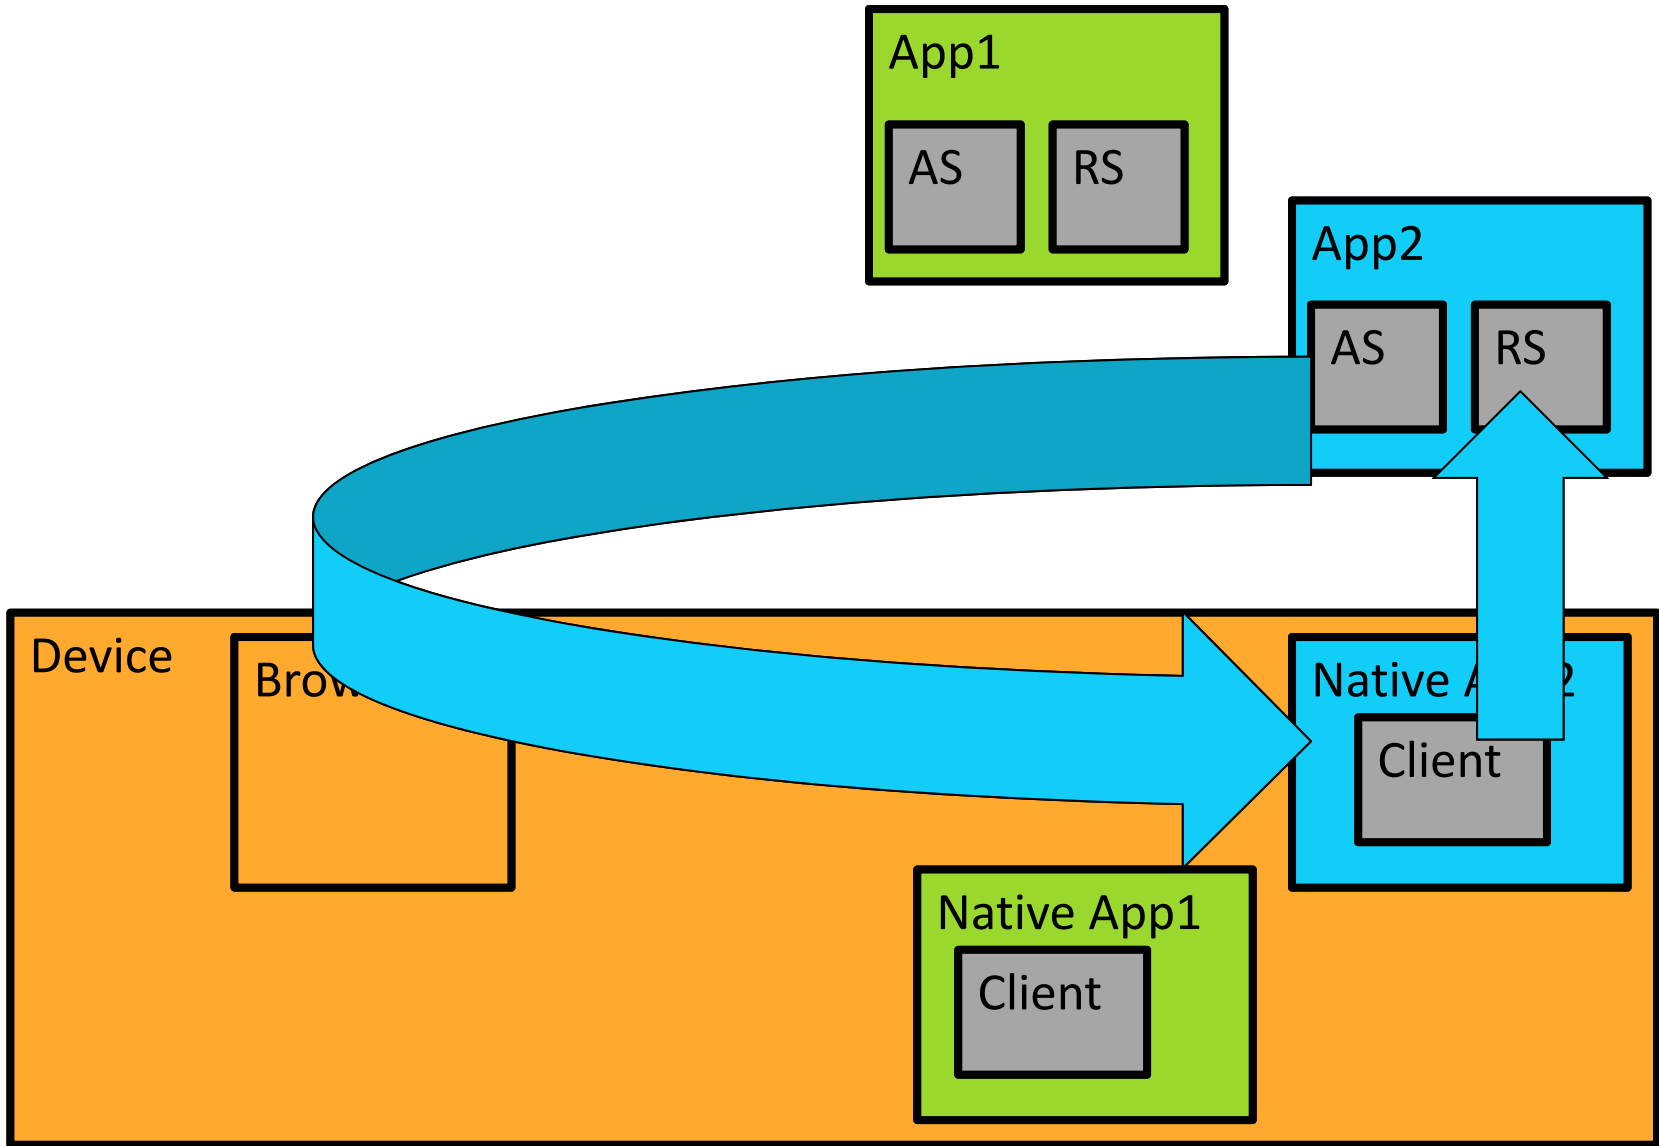 App1
AS
RS
App2
AS
RS
Device
Native
Client
Native App1
Client